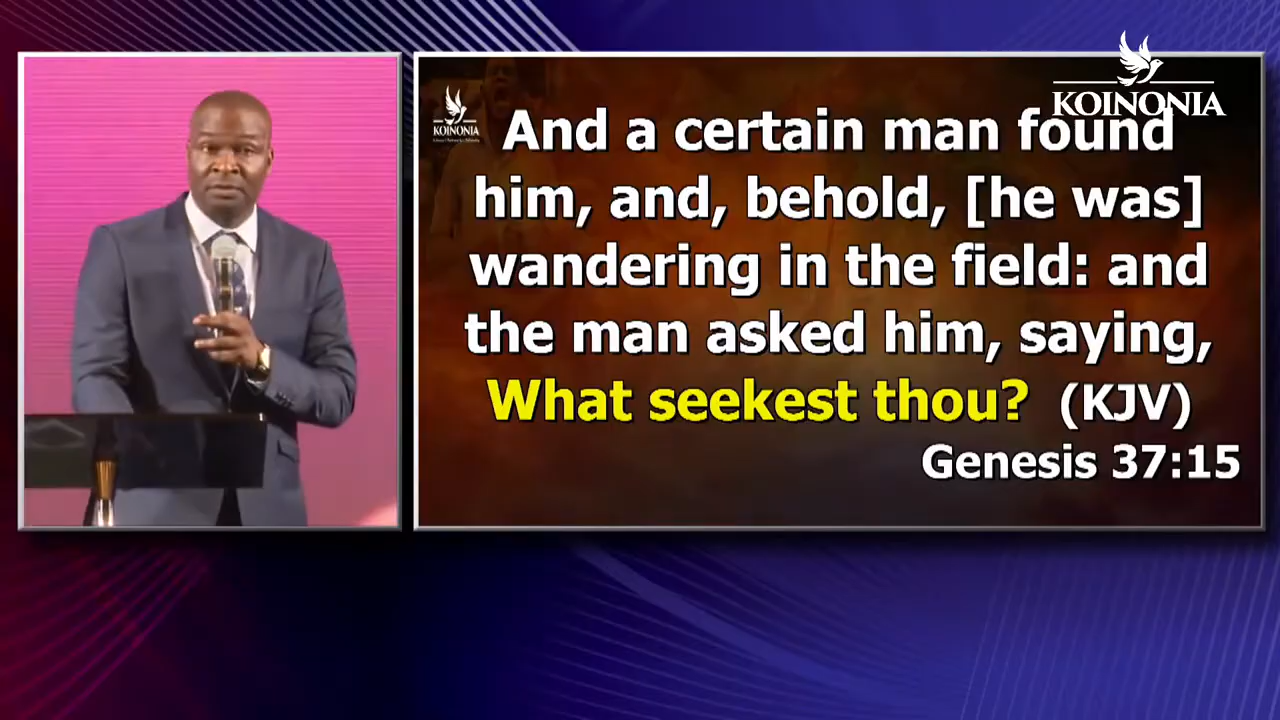 KOINONIA
KOINONIA
And a certain man found
him, and, behold, [he was]
wandering in the field: and
the man asked him, saying,
What seekest thou? (KJV)
Genesis 37:15